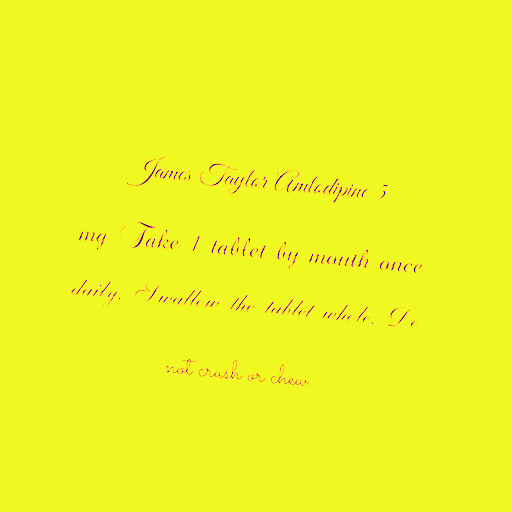 James Taylor Amlodipine 5
mg Take 1 tablet by mouth once
daily. Swallow the tablet whole. Do
not crush or chew.